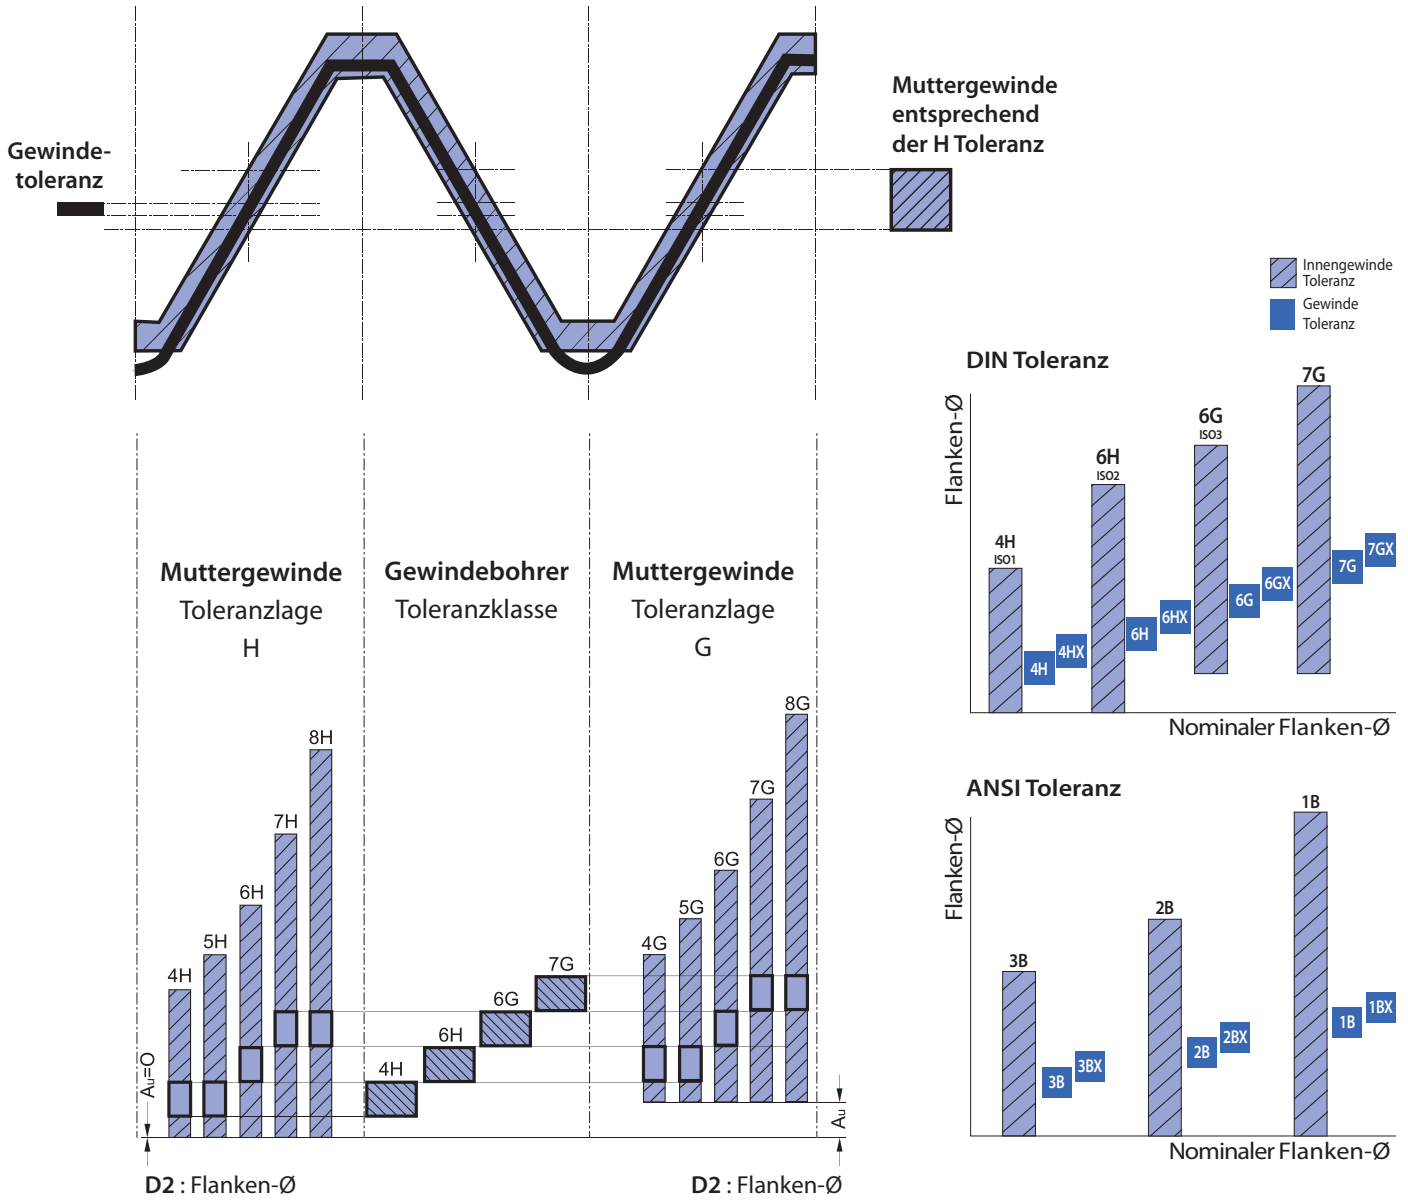 Gewinde-
toleranz
Muttergewinde
entsprechend
der H Toleranz
Innengewinde
Toleranz
Gewinde
Toleranz
DIN Toleranz
Flanken-Ø
4H
ISO1
4H
4HX
6H
ISO2
6H
6HX
6G
ISO3
6G
6GX
7G
7G
7GX
Nominaler Flanken-Ø
Muttergewinde
Toleranzlage
H
Gewindebohrer
Toleranzklasse
Muttergewinde
Toleranzlage
G
4H
5H
6H
7H
8H
4H
6H
6G
7G
4G
5G
6G
7G
8G
Au=O
Au
D2 : Flanken-Ø
D2 : Flanken-Ø
ANSI Toleranz
Flanken-Ø
3B
3B
3BX
2B
2B
2BX
1B
1B
1BX
Nominaler Flanken-Ø